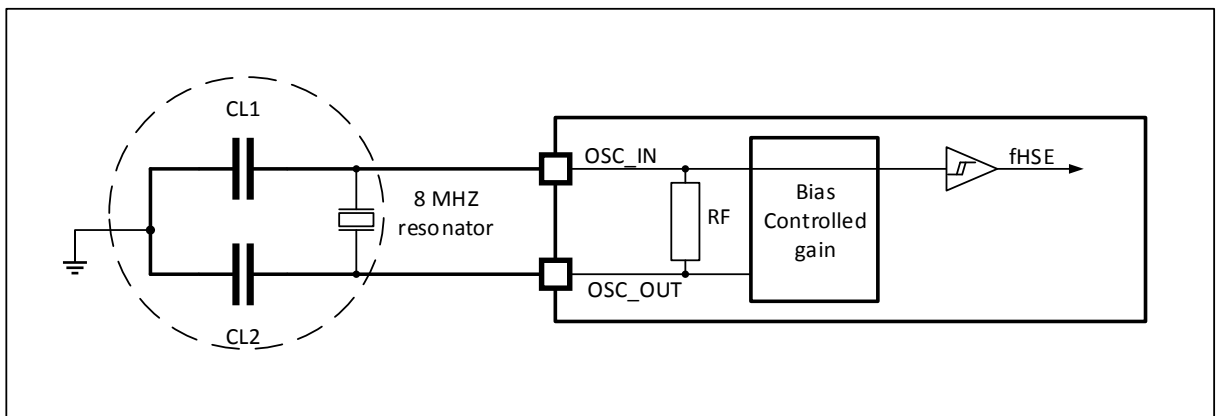 CL1
OSC_IN
fHSE
8 MHZ
resonator
RF
Bias
Controlled
gain
OSC_OUT
CL2